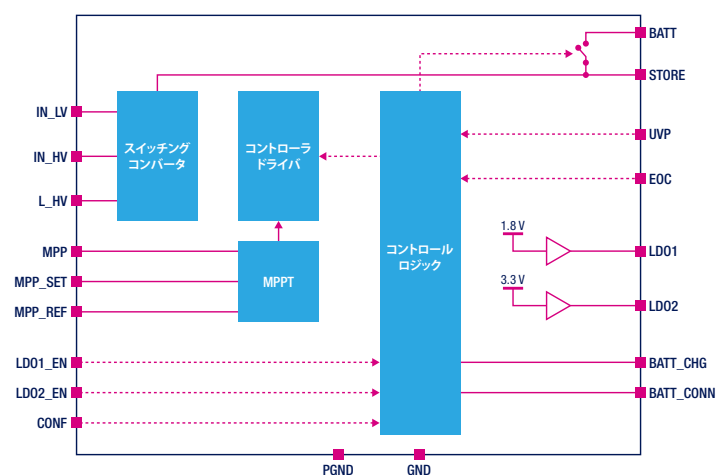 BATT
STORE
IN_LV
IN_HV
L_HV
スイッチング
コンバータ
コントローラ
ドライバ
UVP
EOC
MPP
MPP_SET
MPP_REF
MPPT
コントロール
ロジック
1.8 V
LDO1
3.3 V
LDO2
LDO1_EN
LDO2_EN
CONF
BATT_CHG
BATT_CONN
PGND
GND